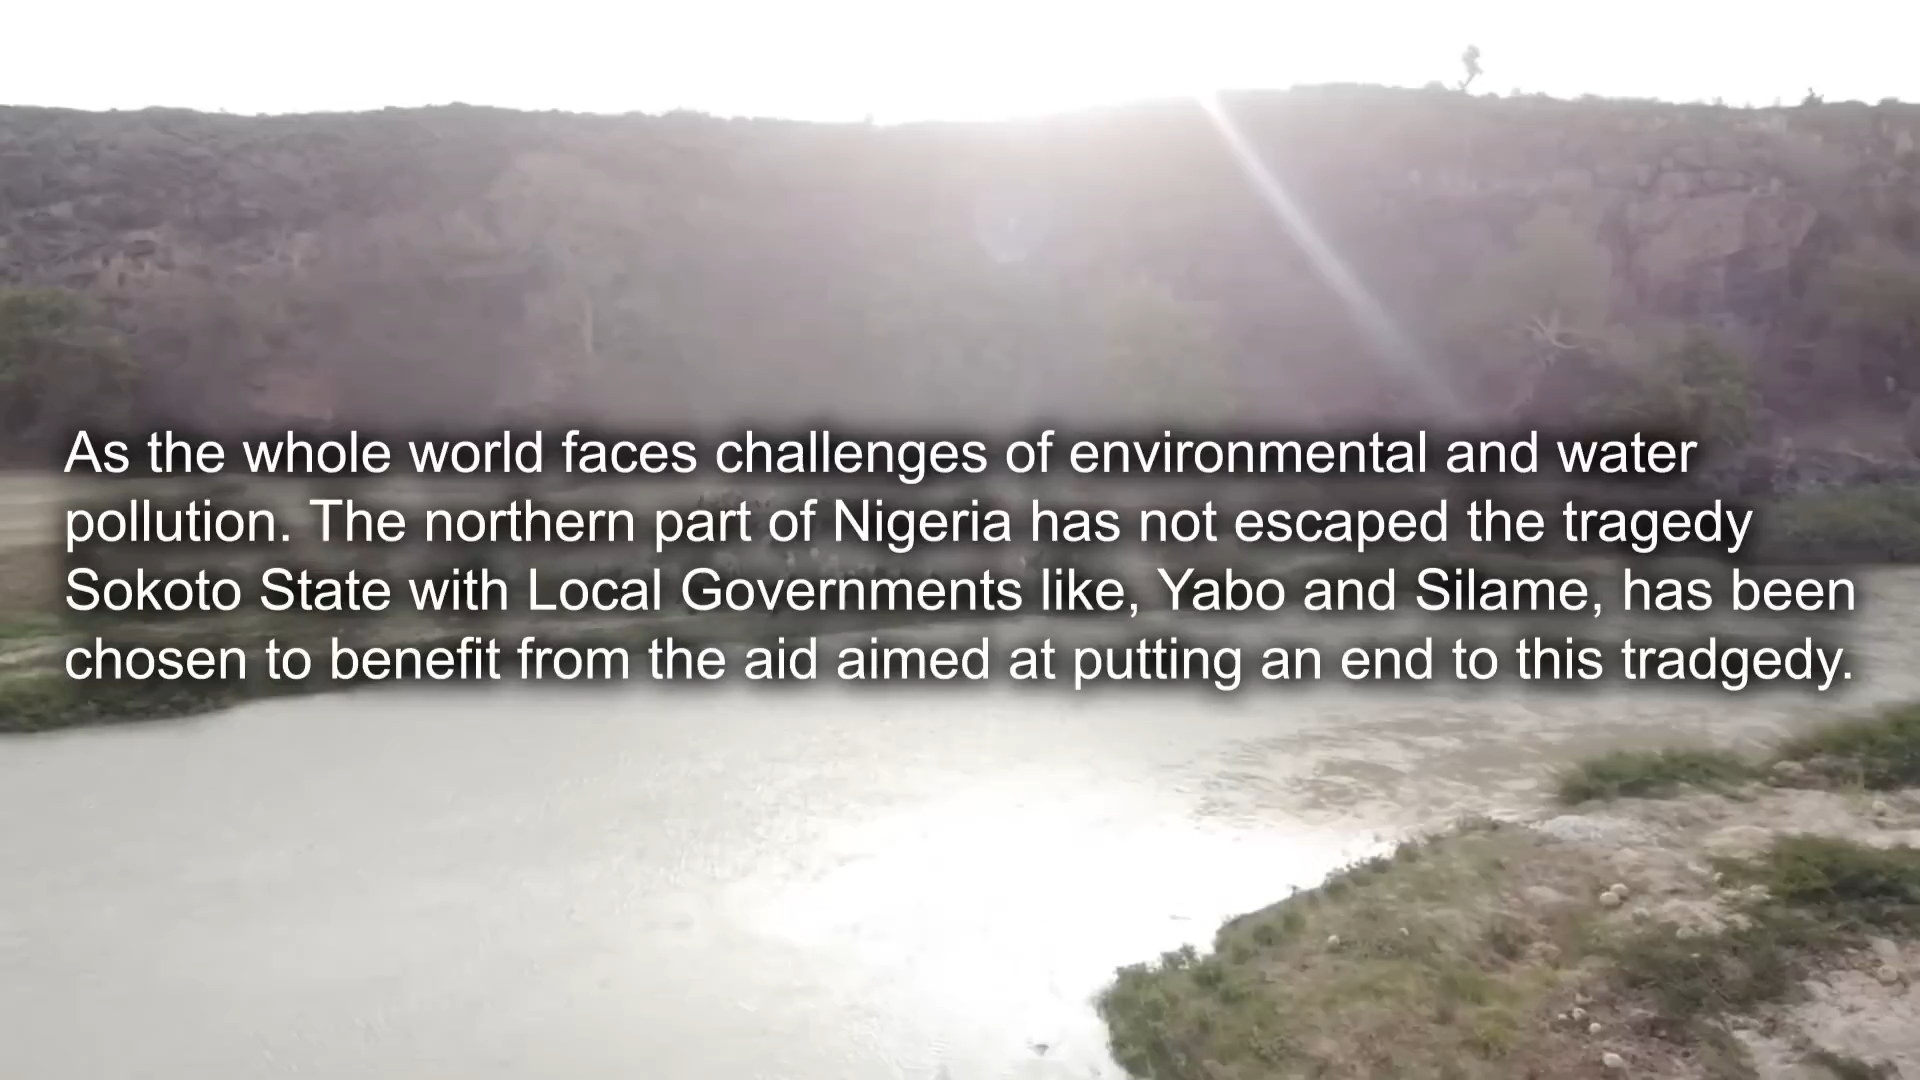 As the whole world faces challenges of environmental and water
pollution. The northern part of Nigeria has not escaped the tragedy
Sokoto State with Local Governments like, Yabo and Silame, has been
chosen to benefit from the aid aimed at putting an end to this tradgedy.